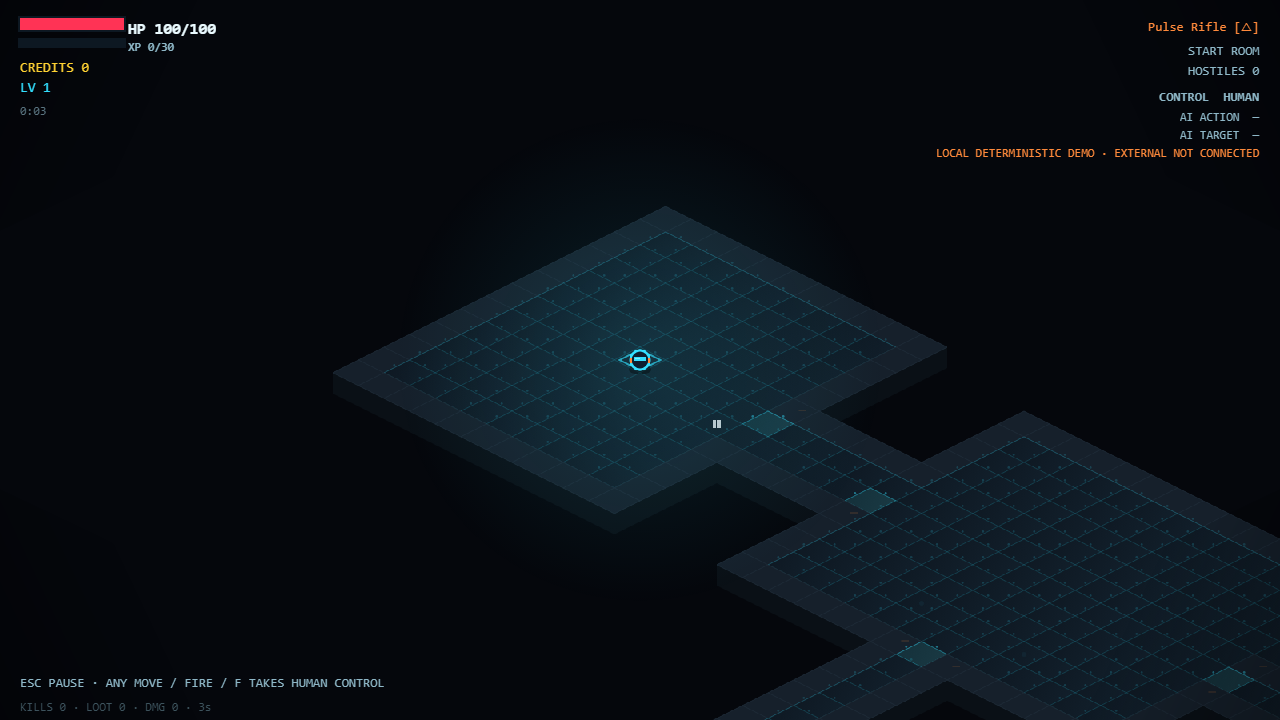 HP 100/100
XP 0/30
CREDITS 0
LV 1
0:03
Pulse Rifle [△]
START ROOM
HOSTILES 0
CONTROL HUMAN
AI ACTION —
AI TARGET —
LOCAL DETERMINISTIC DEMO · EXTERNAL NOT CONNECTED
ESC PAUSE · ANY MOVE / FIRE / F TAKES HUMAN CONTROL
KILLS 0 · LOOT 0 · DMG 0 · 3s